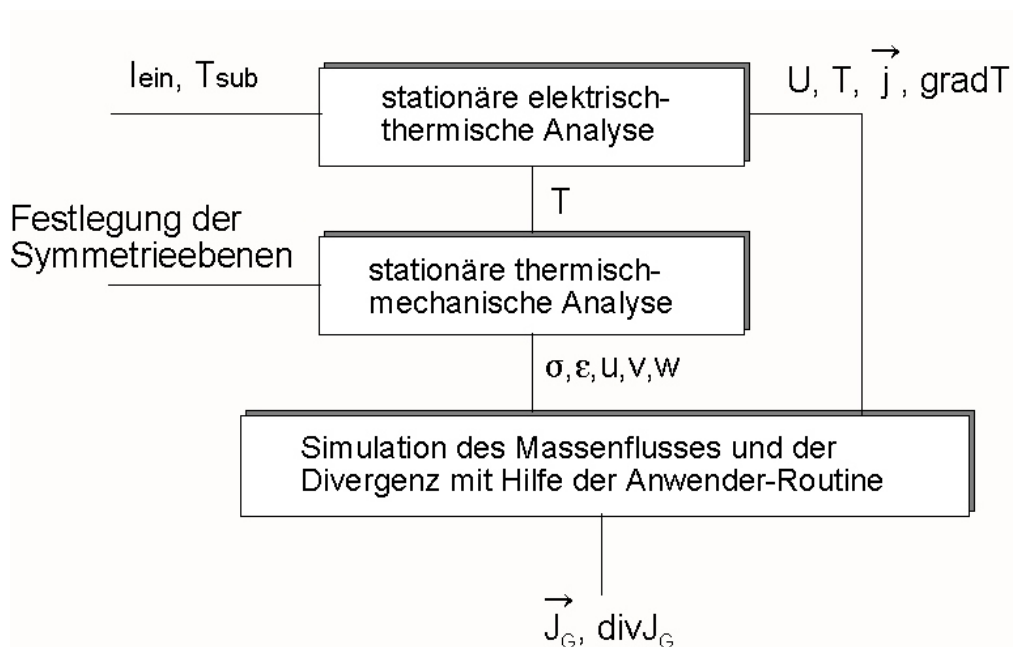 Iein, Tsub
stationäre elektrisch-
thermische Analyse
U, T, j⃗, gradT
T
Festlegung der
Symmetrieebenen
stationäre thermisch-
mechanische Analyse
σ,ε,u,v,w
Simulation des Massenflusses und der
Divergenz mit Hilfe der Anwender-Routine
J⃗G, divJG